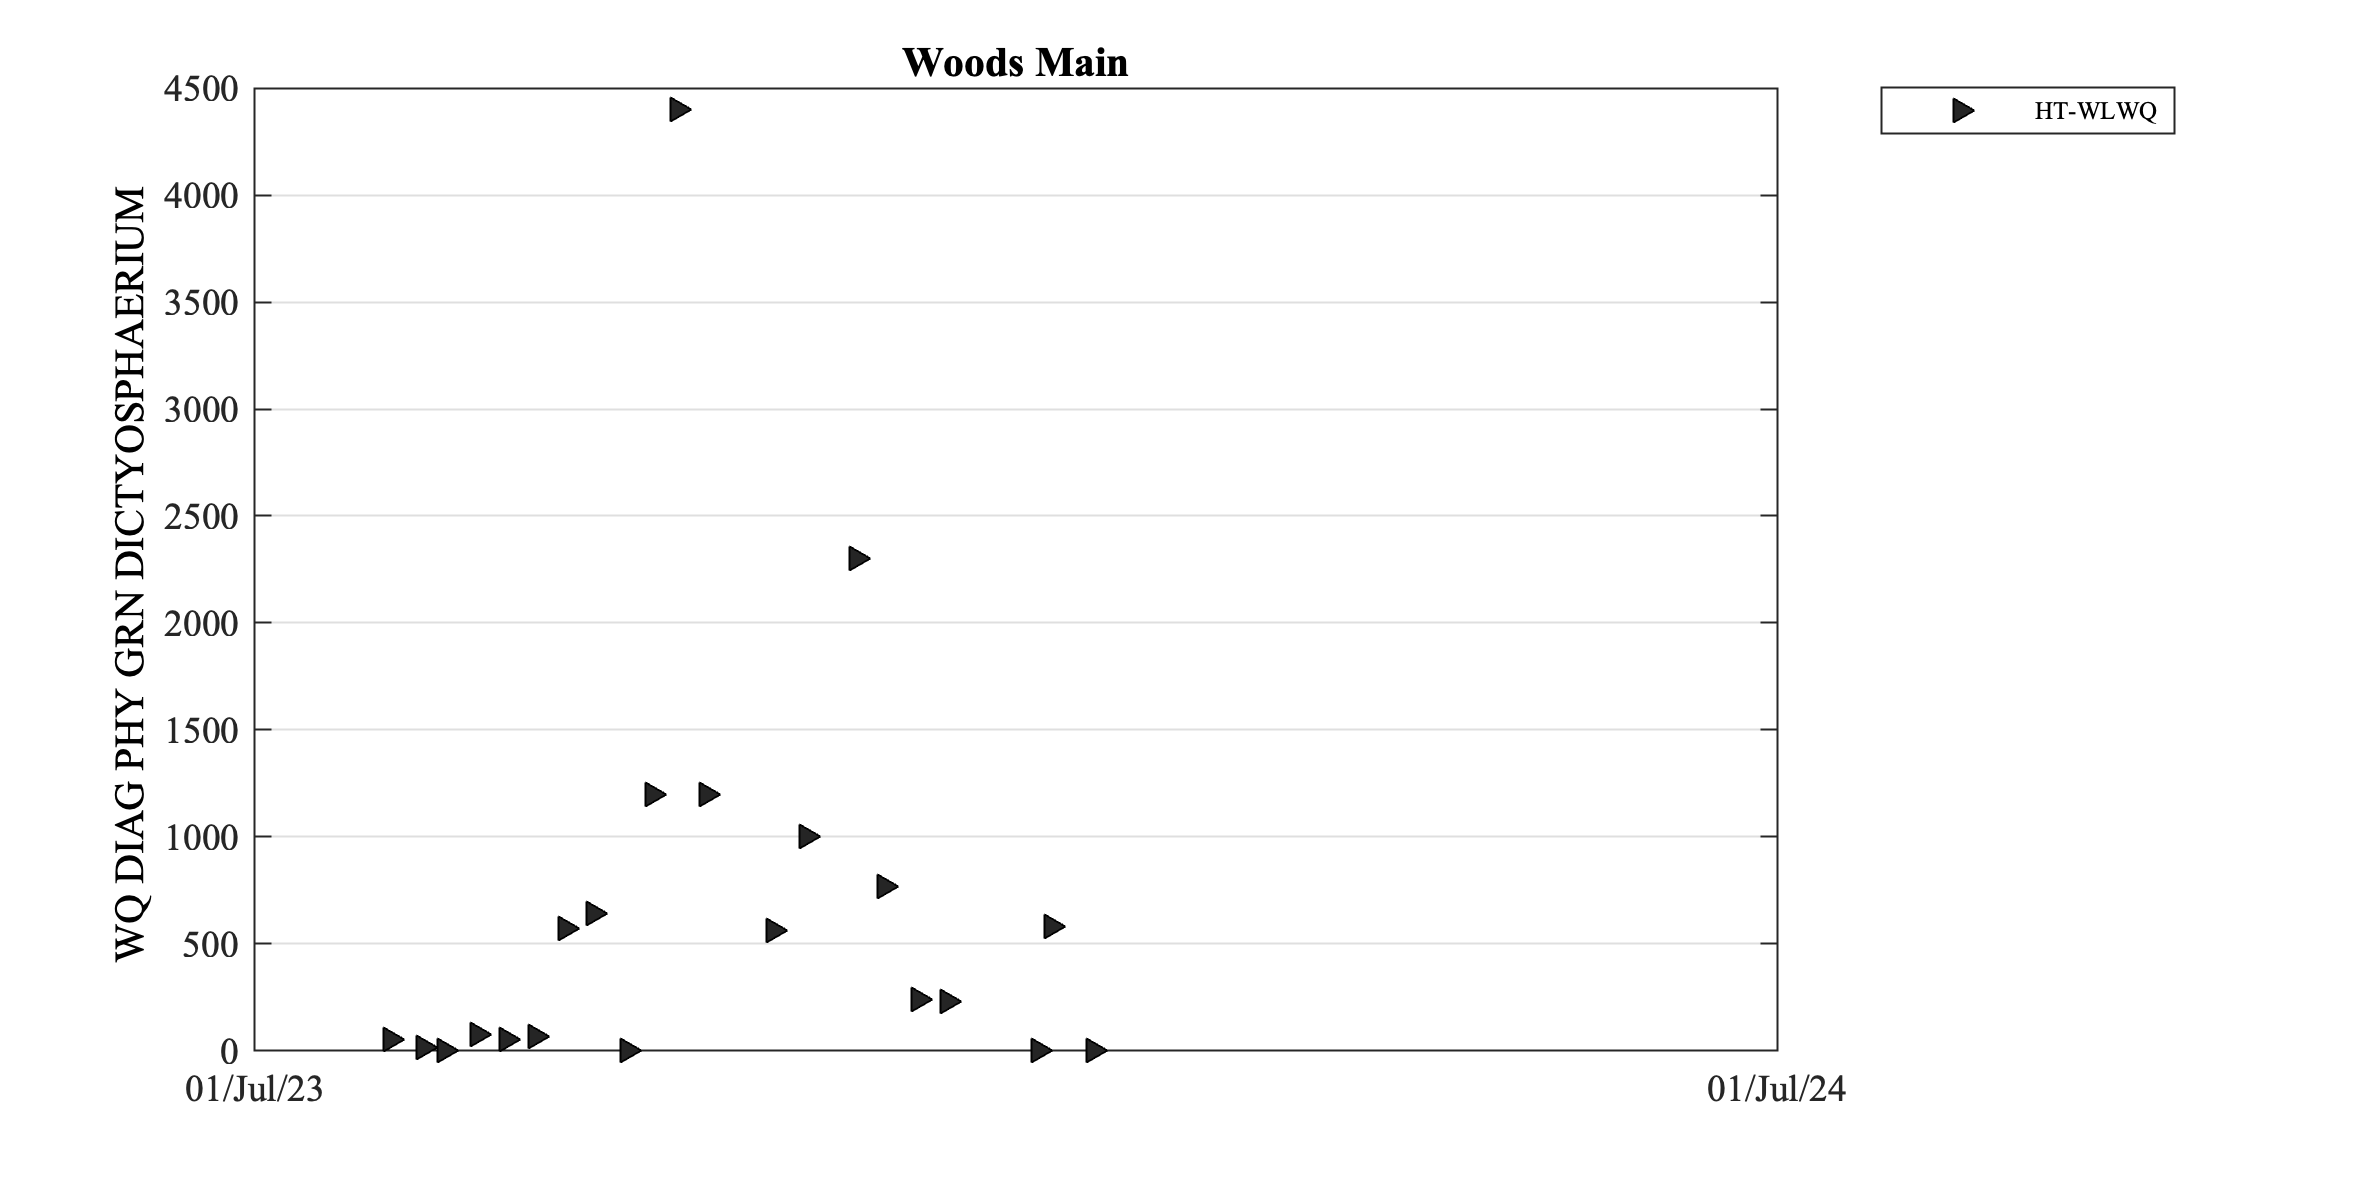 Woods Main
WQ DIAG PHY GRN DICTYOSPHAERIUM
4500
4000
3500
3000
2500
2000
1500
1000
500
0
01/Jul/23
01/Jul/24
HT-WLWQ